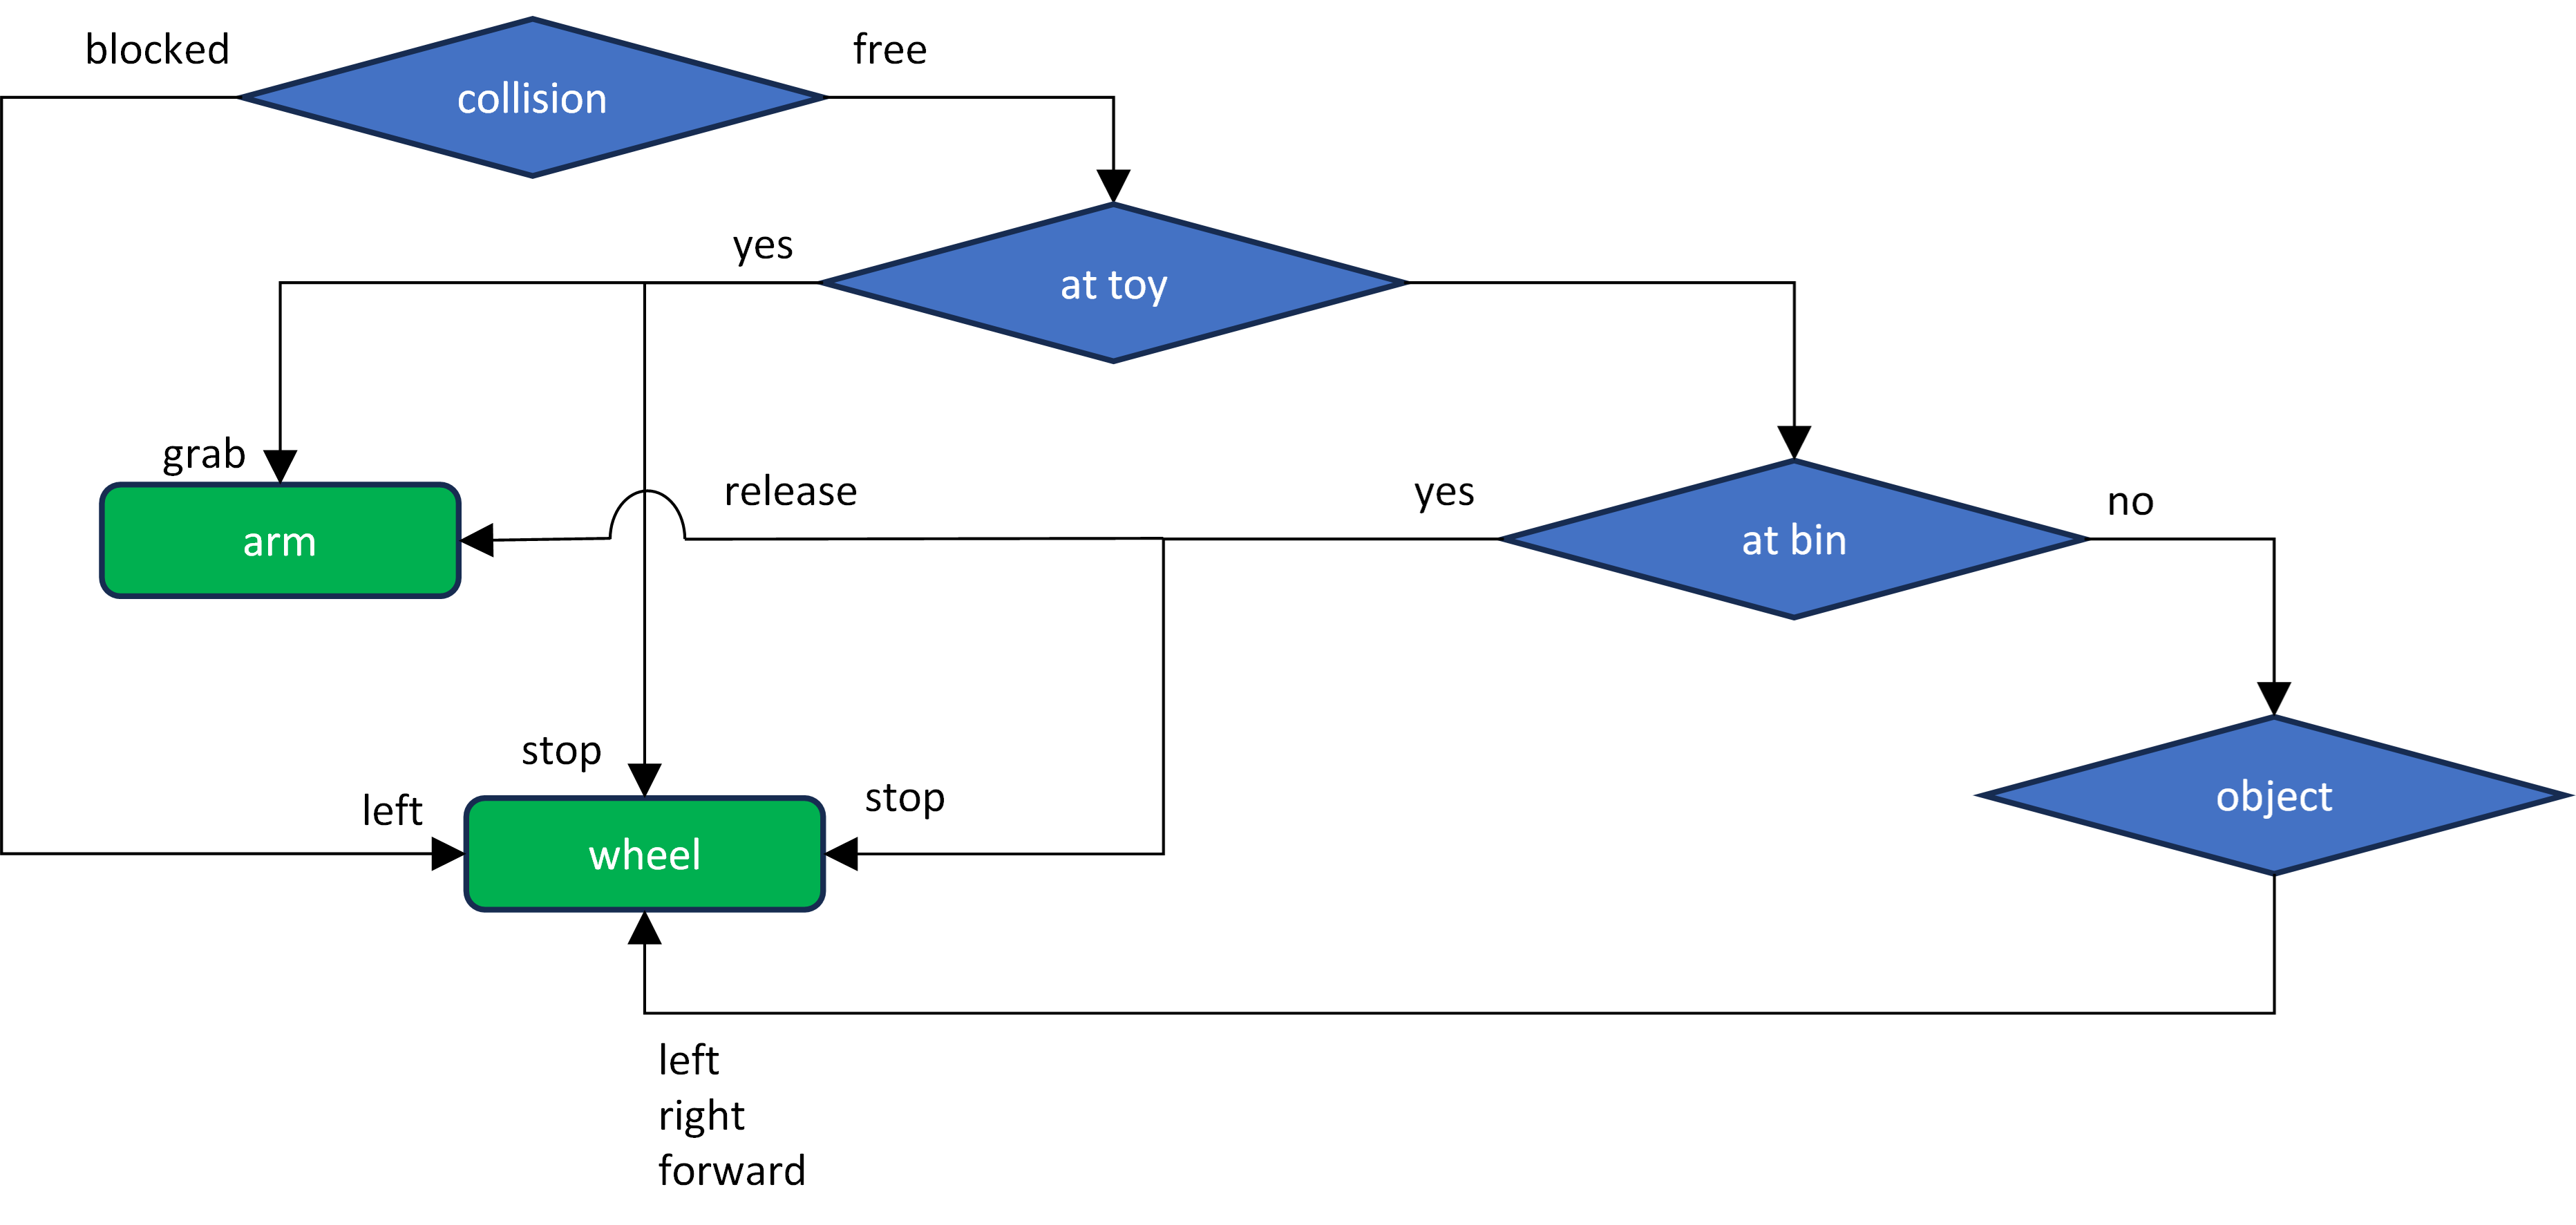 blocked
free
collision
yes
at toy
grab
release
yes
no
arm
at bin
stop
stop
left
object
wheel
left
right
forward